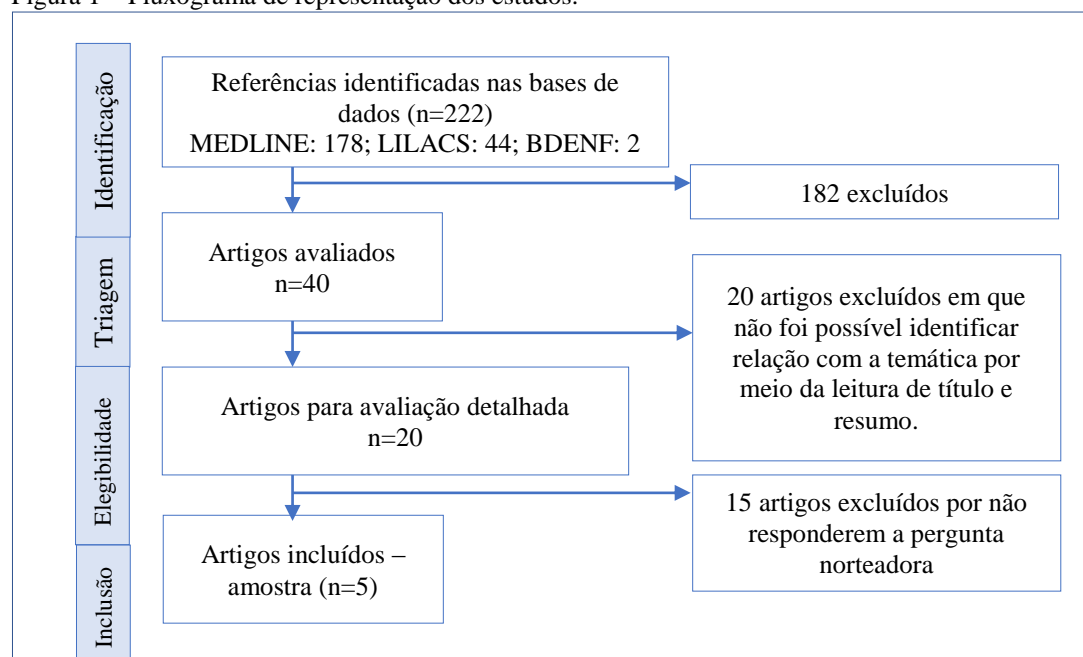 Figura 1 – Fluxograma de representação dos estudos.
Identificação
Referências identificadas nas bases de
dados (n=222)
MEDLINE: 178; LILACS: 44; BDENF: 2
182 excluídos
Triagem
Artigos avaliados
n=40
20 artigos excluídos em que
não foi possível identificar
relação com a temática por
meio da leitura de título e
resumo.
Elegibilidade
Artigos para avaliação detalhada
n=20
15 artigos excluídos por não
responderem a pergunta
norteadora
Inclusão
Artigos incluídos –
amostra (n=5)